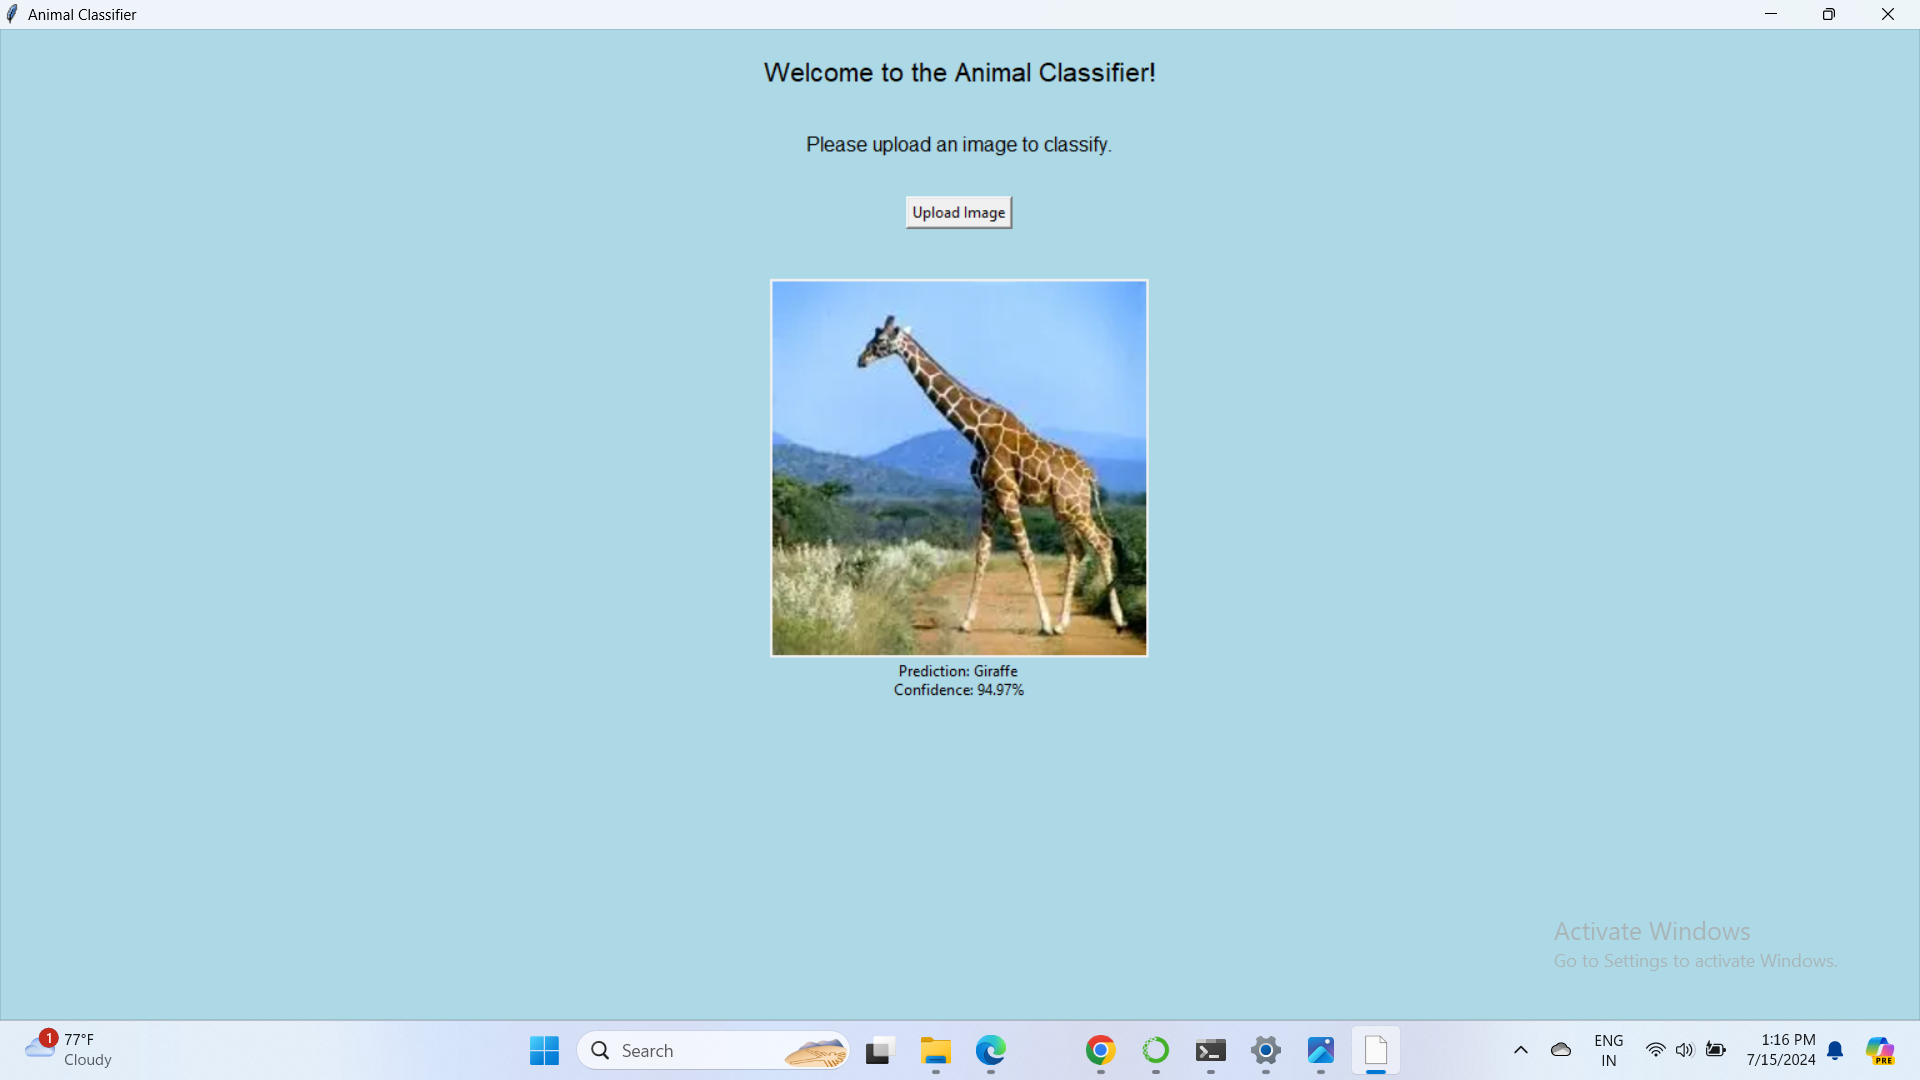 Animal Classifier
Welcome to the Animal Classifier!
Please upload an image to classify.
Upload Image
Prediction: Giraffe
Confidence: 94.97%
Activate Windows
Go to Settings to activate Windows.
1
77°F
Cloudy
Search
ENG
IN
1:16 PM
7/15/2024
PRE